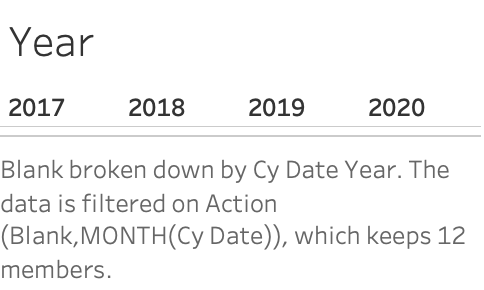 Year
2017 2018 2019 2020
Blank broken down by Cy Date Year. The
data is filtered on Action
(Blank,MONTH(Cy Date)), which keeps 12
members.